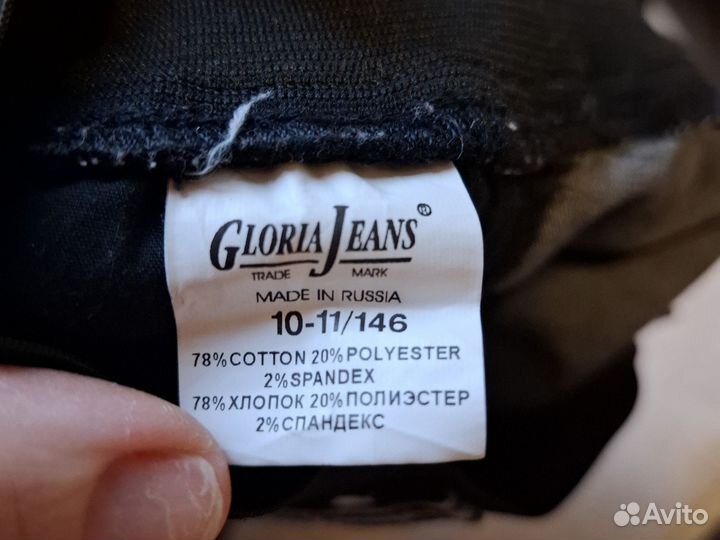 GLORIA JEANS®
TRADE MARK
MADE IN RUSSIA
10-11/146
78%COTTON 20%POLYESTER
2%SPANDEX
78%ХЛОПОК 20%ПОЛИЭСТЕР
2%СПАНДЕКС
Avito